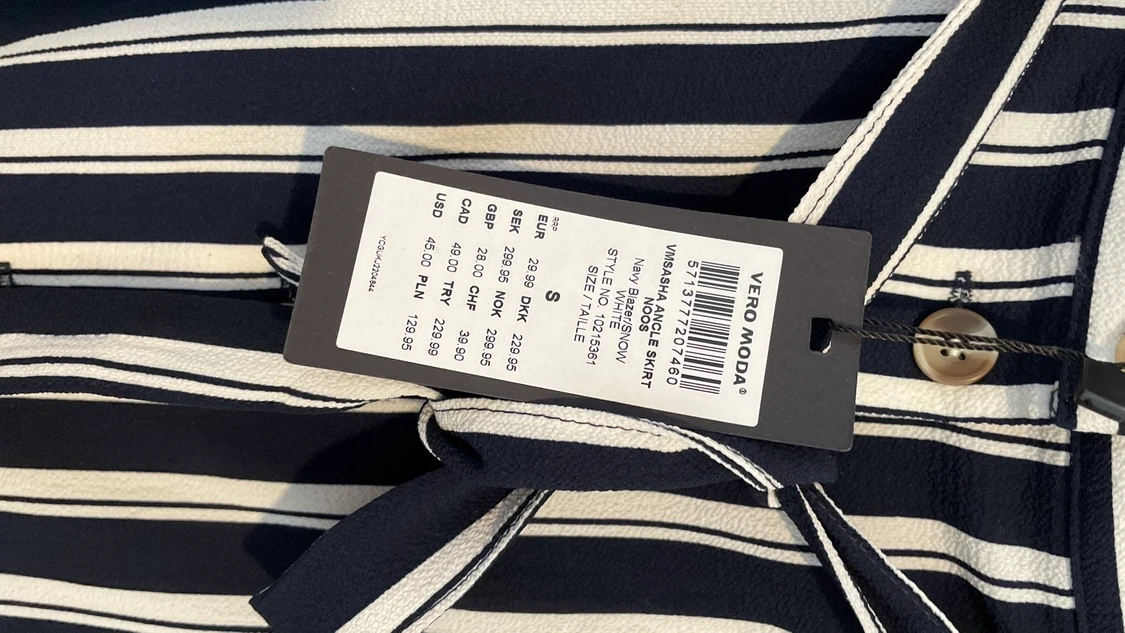 VERO MODA®
5713777207460
VMSASHA ANGLE SKIRT
NOOS
Navy Blazer/SNOW
WHITE
STYLE NO. 10215361
SIZE / TAILLE
S
RRP
EUR 29.99 DKK 229.95
SEK 299.95 NOK 299.95
GBP 28.00 CHF 39.90
CAD 49.00 TRY 229.99
USD 45.00 PLN 129.95